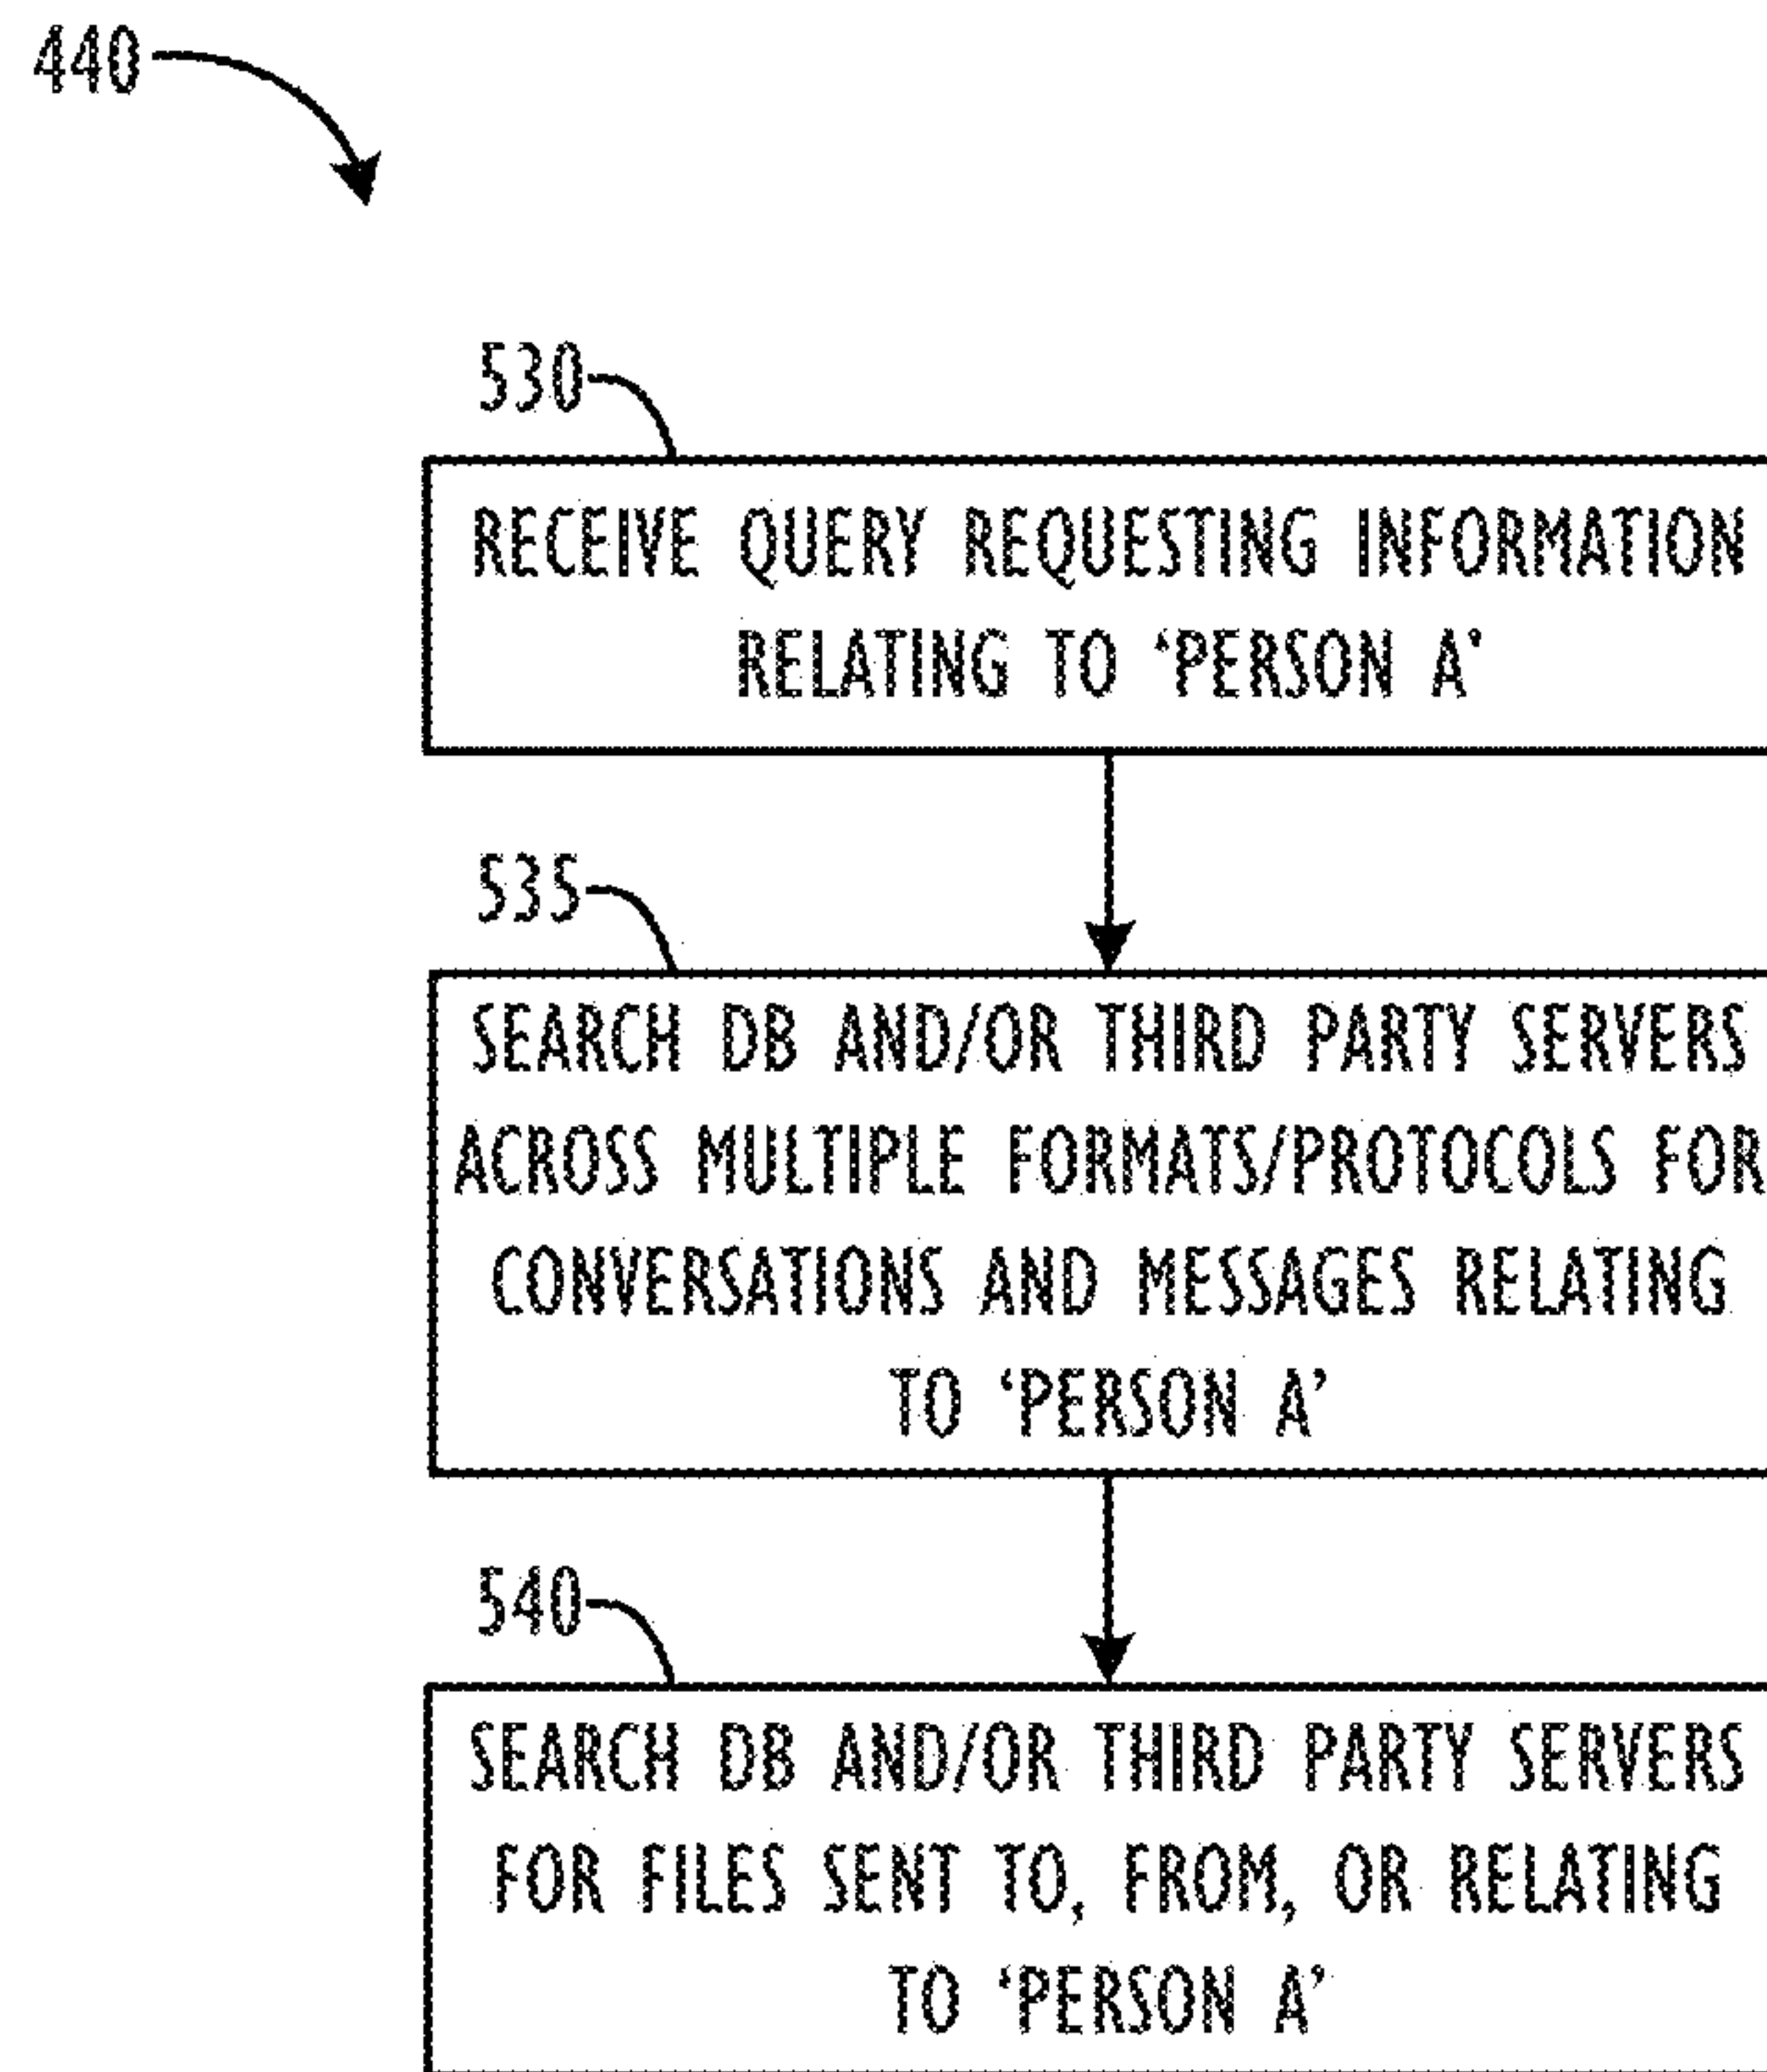 440
530
RECEIVE QUERY REQUESTING INFORMATION
RELATING TO ‘PERSON A’
535
SEARCH DB AND/OR THIRD PARTY SERVERS
ACROSS MULTIPLE FORMATS/PROTOCOLS FOR
CONVERSATIONS AND MESSAGES RELATING
TO ‘PERSON A’
540
SEARCH DB AND/OR THIRD PARTY SERVERS
FOR FILES SENT TO, FROM, OR RELATING
TO ‘PERSON A’